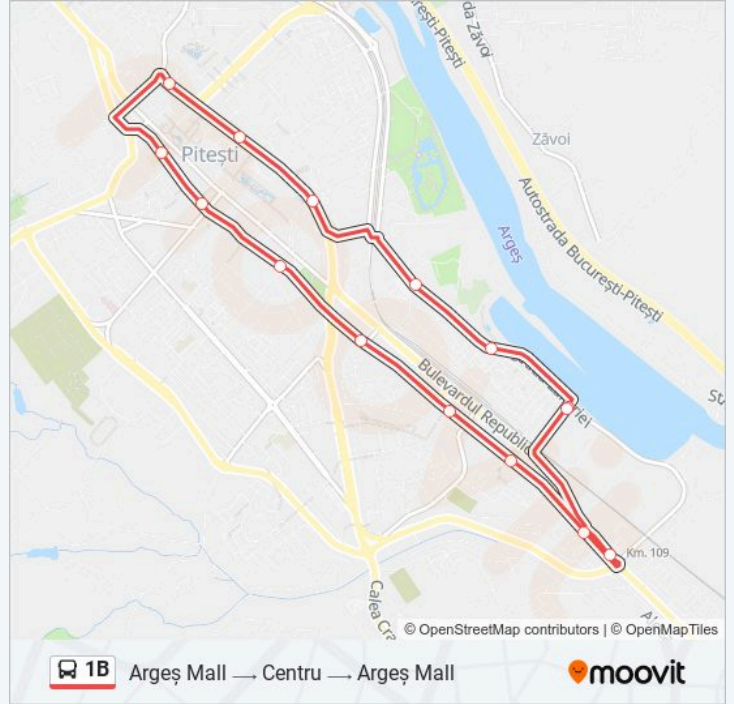 da Zăvoi
București-Pitești
Zăvoi
Pitești
Argeș
Autostrada București-Pitești
Bulevardul Republic
riei
Km. 109
Calea Cra
© OpenStreetMap contributors | © OpenMapTiles
1B Argeș Mall → Centru → Argeș Mall moovit